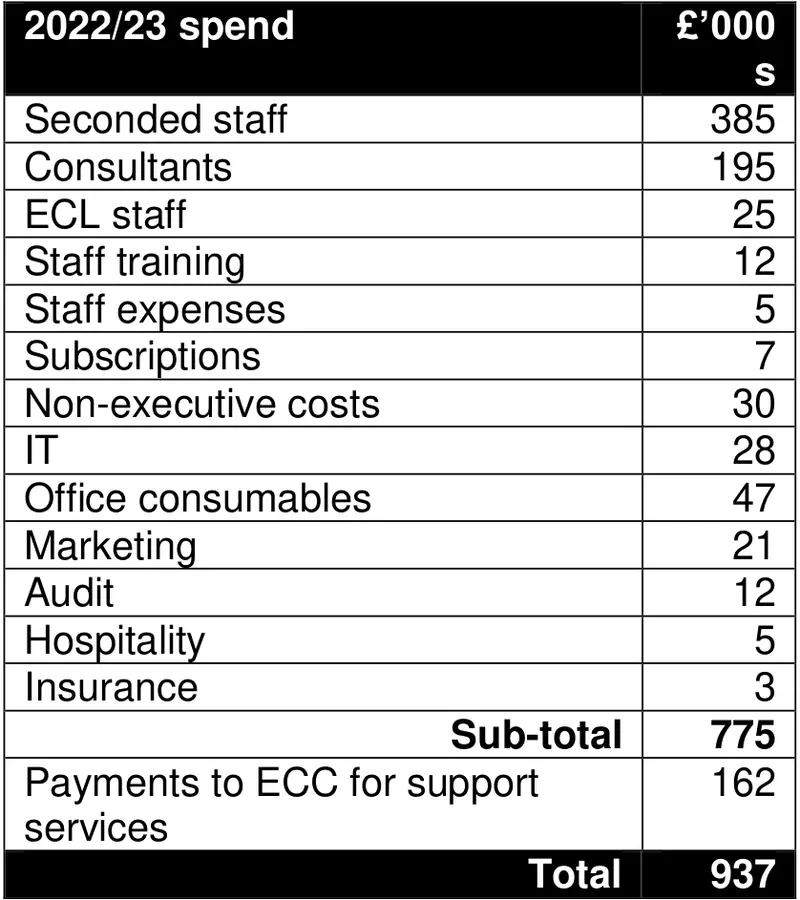 2022/23 spend £’000
s
Seconded staff 385
Consultants 195
ECL staff 25
Staff training 12
Staff expenses 5
Subscriptions 7
Non-executive costs 30
IT 28
Office consumables 47
Marketing 21
Audit 12
Hospitality 5
Insurance 3
Sub-total 775
Payments to ECC for support 162
services
Total 937